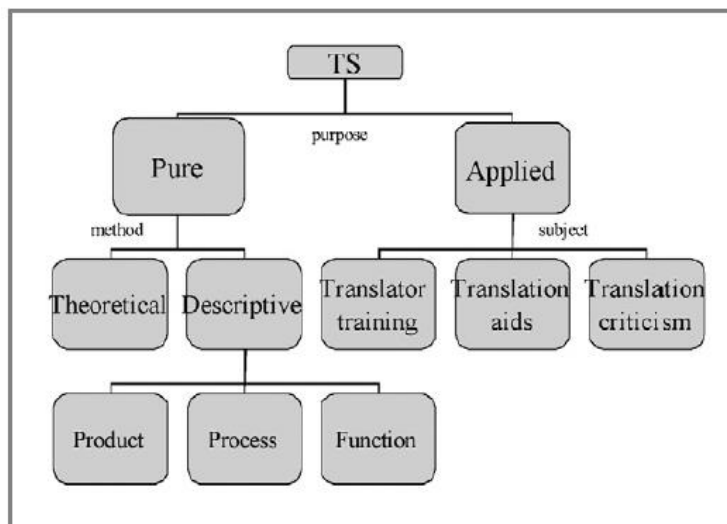 TS
purpose
Pure
Applied
method
subject
Theoretical
Descriptive
Translator
training
Translation
aids
Translation
criticism
Product
Process
Function